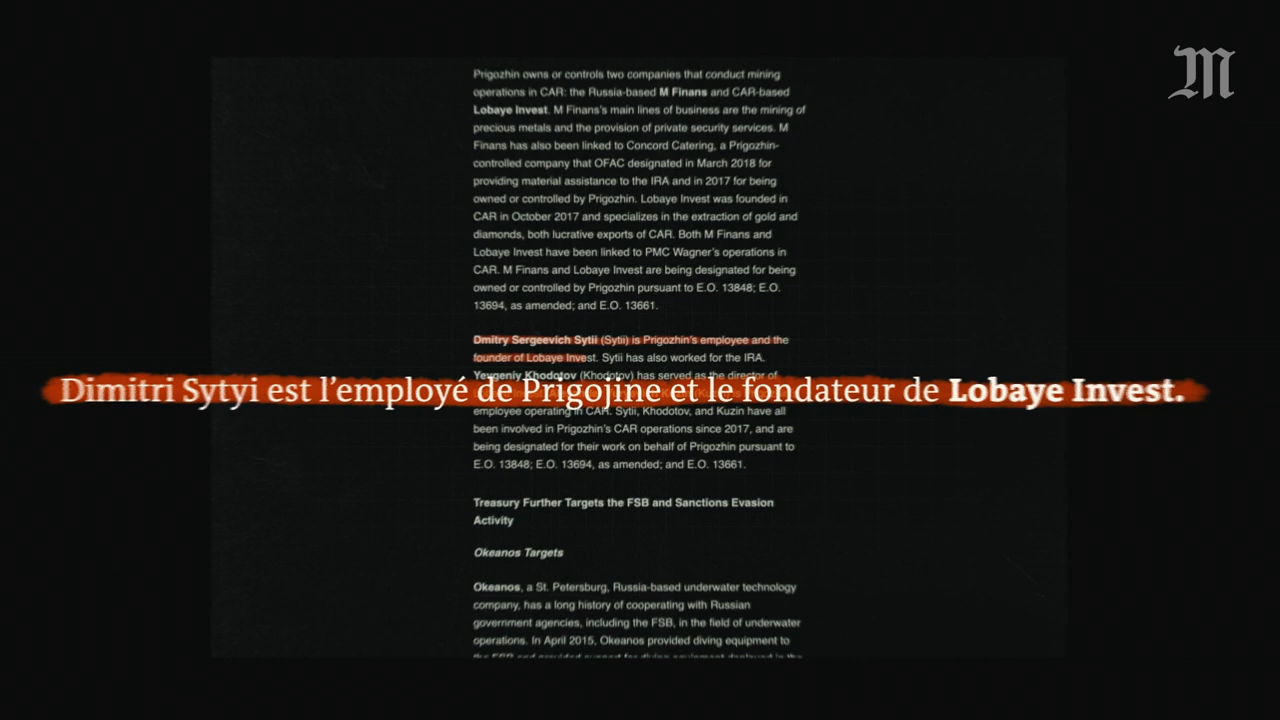 M
Prigozhin owns or controls two companies that conduct mining
operations in CAR: the Russia-based M Finans and CAR-based
Lobaye Invest. M Finans's main lines of business are the mining of
precious metals and the provision of private security services. M
Finans has also been linked to Concord Catering, a Prigozhin-
controlled company that OFAC designated in March 2018 for
providing material assistance to the IRA and in 2017 for being
owned or controlled by Prigozhin. Lobaye Invest was founded in
CAR in October 2017 and specializes in the extraction of gold and
diamonds, both lucrative exports of CAR. Both M Finans and
Lobaye Invest have been linked to PMC Wagner's operations in
CAR. M Finans and Lobaye Invest are being designated for being
owned or controlled by Prigozhin pursuant to E.O. 13848; E.O.
13694, as amended; and E.O. 13661.
Dmitry Sergeevich Sytii (Sytii) is Prigozhin's employee and the
founder of Lobaye Invest. Sytii has also worked for the IRA.
Yevgeniy Khodotov (Khodotov) has served as the director of
Dimitri Sytyi est l'employé de Prigojine et le fondateur de Lobaye Invest.
employee operating in CAR. Sytii, Khodotov, and Kuzin have all
been involved in Prigozhin's CAR operations since 2017, and are
being designated for their work on behalf of Prigozhin pursuant to
E.O. 13848; E.O. 13694, as amended; and E.O. 13661.
Treasury Further Targets the FSB and Sanctions Evasion
Activity
Okeanos Targets
Okeanos, a St. Petersburg, Russia-based underwater technology
company, has a long history of cooperating with Russian
government agencies, including the FSB, in the field of underwater
operations. In April 2015, Okeanos provided diving equipment to